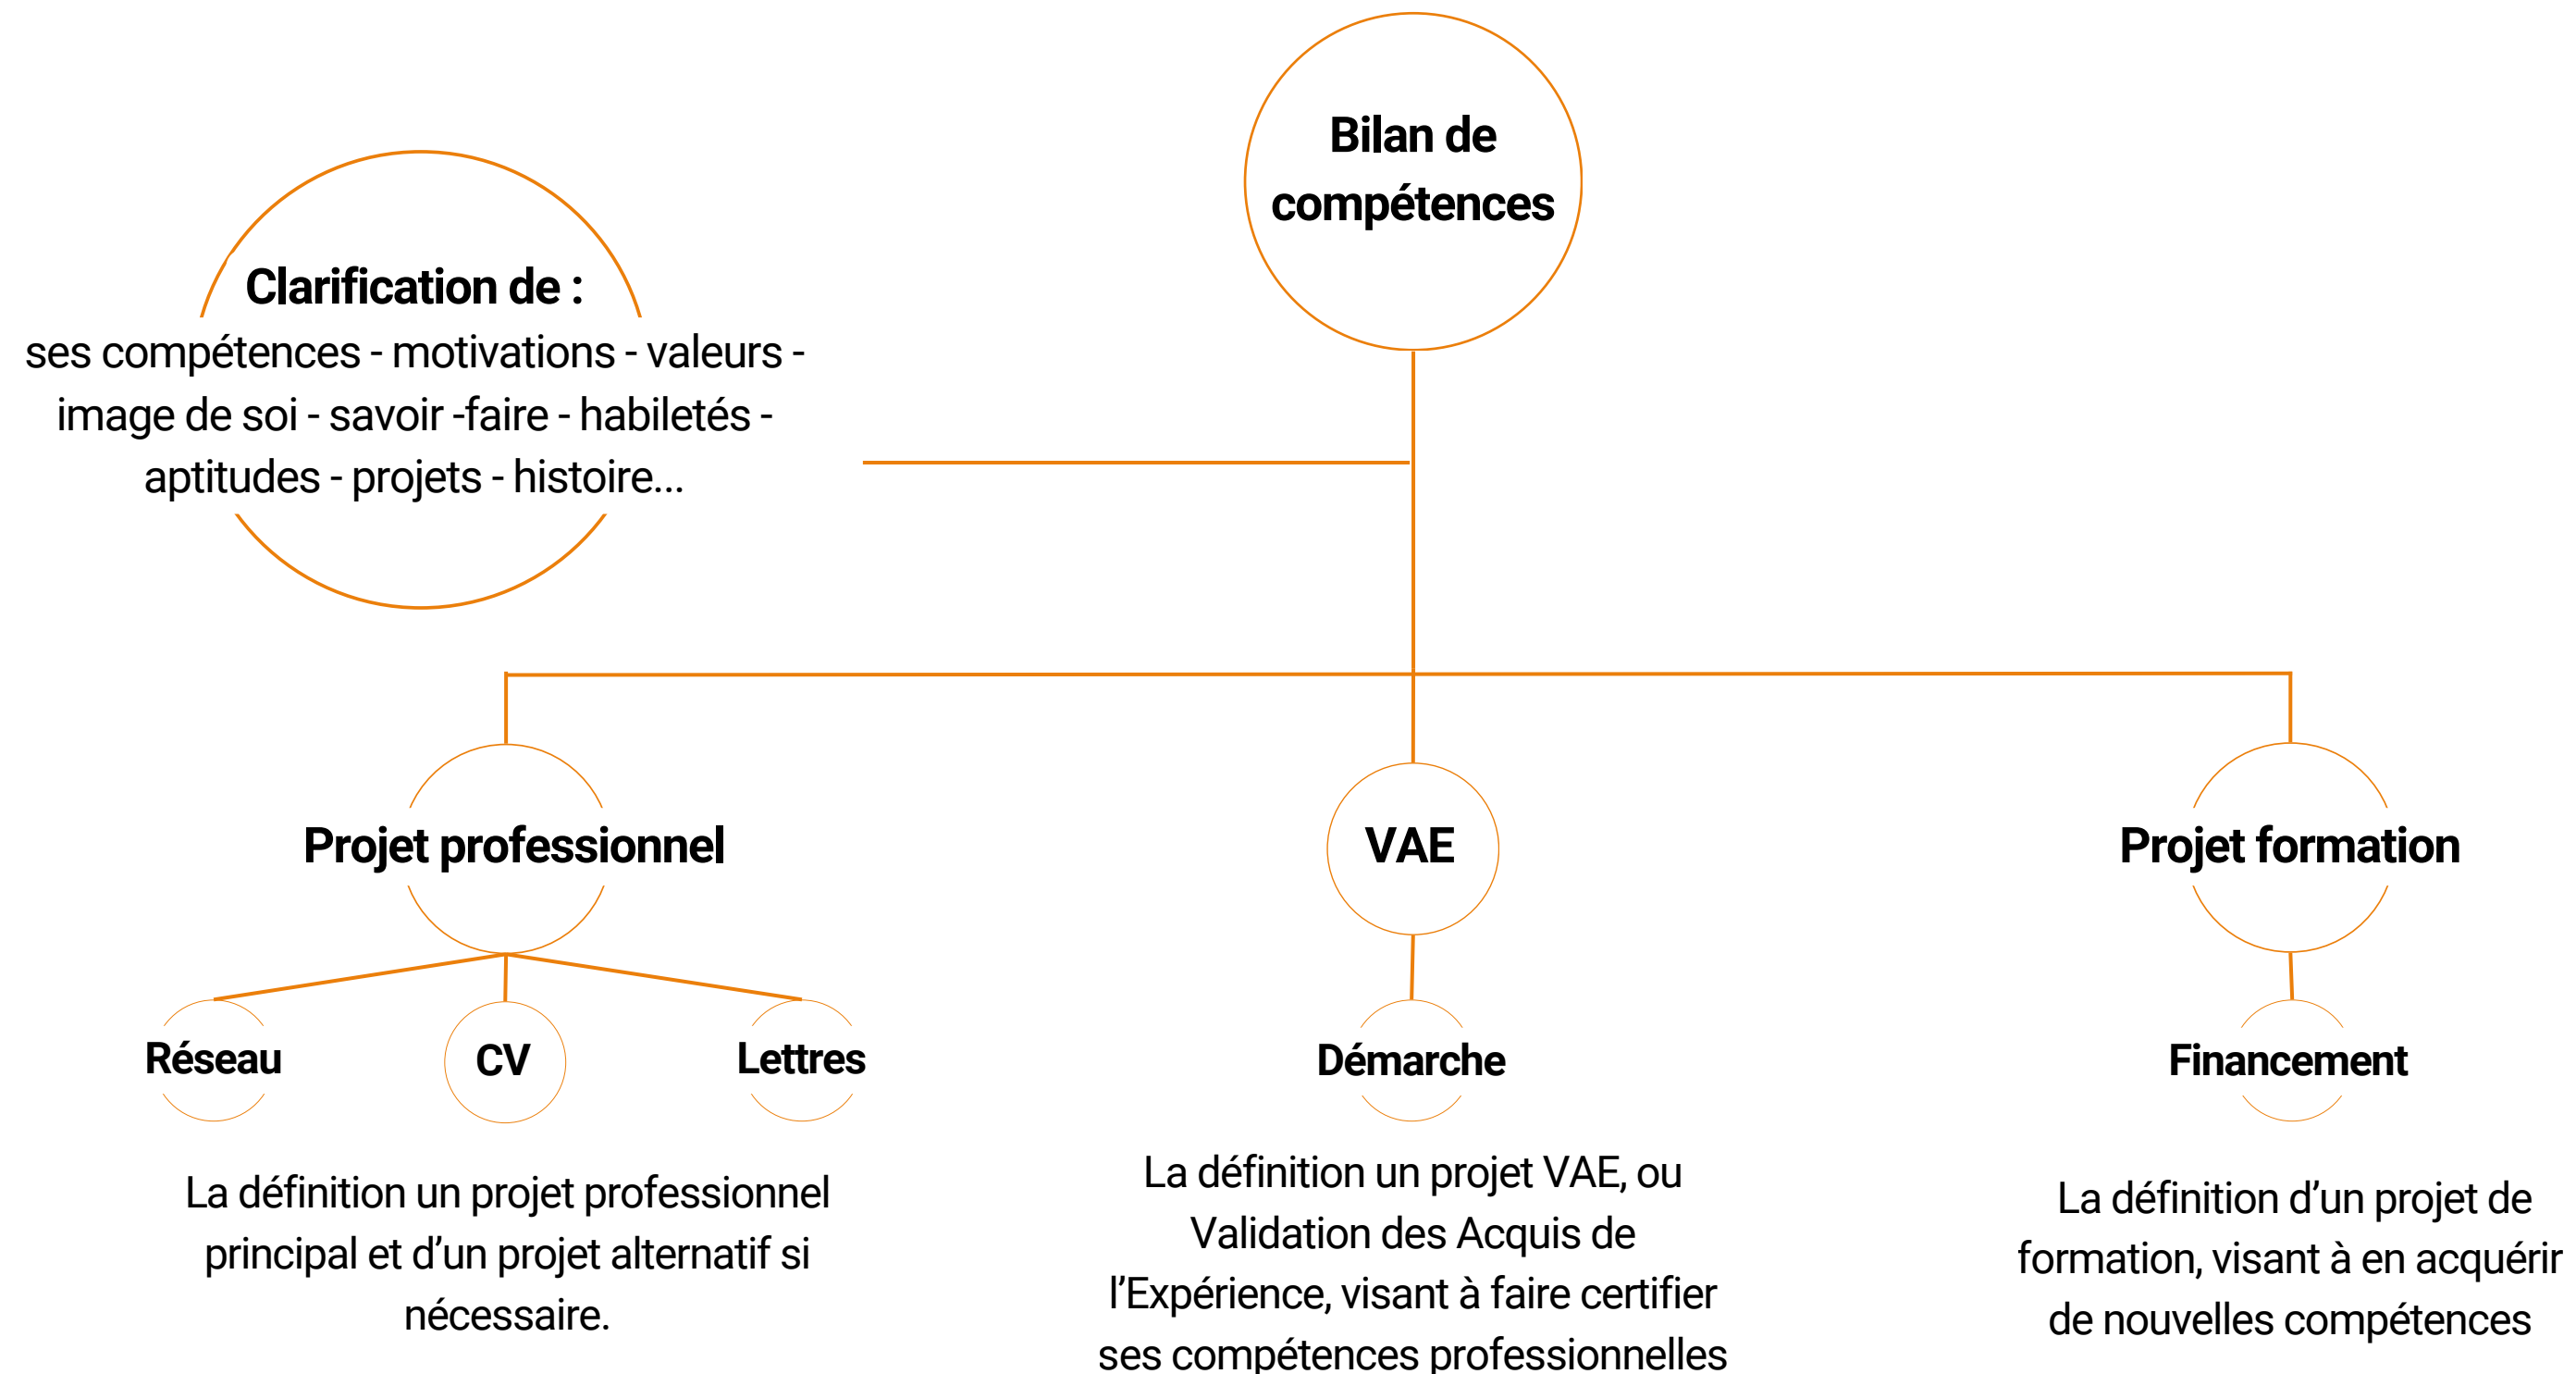 Bilan de
compétences
Clarification de :
ses compétences - motivations - valeurs -
image de soi - savoir -faire - habiletés -
aptitudes - projets - histoire...
Projet professionnel
VAE
Projet formation
Réseau
CV
Lettres
Démarche
Financement
La définition un projet professionnel
principal et d’un projet alternatif si
nécessaire.
La définition un projet VAE, ou
Validation des Acquis de
l’Expérience, visant à faire certifier
ses compétences professionnelles
La définition d’un projet de
formation, visant à en acquérir
de nouvelles compétences